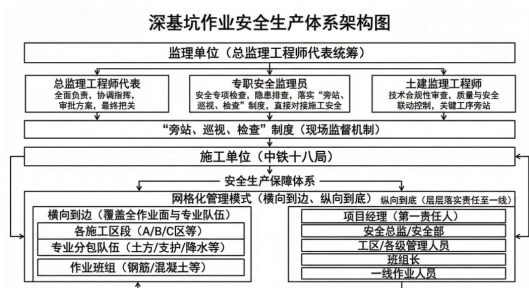 深基坑作业安全生产体系架构图
监理单位（总监理工程师代表统筹）
总监理工程师代表
全面负责，协调指挥，
审批方案，最终把关
专职安全监理员
安全专项检查，隐患排查，落实“旁站、
巡视、检查”制度，直接对接施工安全
土建监理工程师
技术合规性审查，质量与安全
联动控制，关键工序旁站
“旁站、巡视、检查”制度（现场监督机制）
施工单位（中铁十八局）
安全生产保障体系
网格化管理模式（横向到边、纵向到底）
横向到边（覆盖全作业面与专业队伍）
各施工区段（A/B/C区等）
专业分包队伍（土方/支护/降水等）
作业班组（钢筋/混凝土等）
纵向到底（层层落实责任至一线）
项目经理（第一责任人）
安全总监/安全部
工区/各级管理人员
班组长
一线作业人员